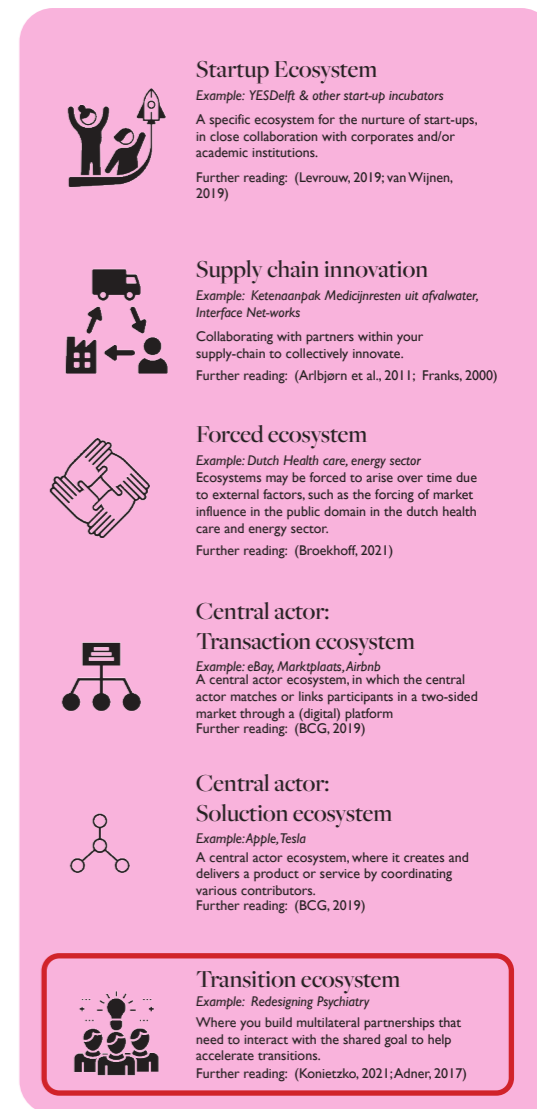 Startup Ecosystem
Example: YESDelft & other start-up incubators
A specific ecosystem for the nurture of start-ups,
in close collaboration with corporates and/or
academic institutions.
Further reading: (Levrouw, 2019; van Wijnen,
2019)
Supply chain innovation
Example: Ketenaanpak Medicijnresten uit afvalwater,
Interface Net-works
Collaborating with partners within your
supply-chain to collectively innovate.
Further reading: (Arlbjørn et al., 2011; Franks, 2000)
Forced ecosystem
Example: Dutch Health care, energy sector
Ecosystems may be forced to arise over time due
to external factors, such as the forcing of market
influence in the public domain in the dutch health
care and energy sector.
Further reading: (Broekhoff, 2021)
Central actor:
Transaction ecosystem
Example: eBay, Marktplaats, Airbnb
A central actor ecosystem, in which the central
actor matches or links participants in a two-sided
market through a (digital) platform
Further reading: (BCG, 2019)
Central actor:
Soluction ecosystem
Example: Apple, Tesla
A central actor ecosystem, where it creates and
delivers a product or service by coordinating
various contributors.
Further reading: (BCG, 2019)
Transition ecosystem
Example: Redesigning Psychiatry
Where you build multilateral partnerships that
need to interact with the shared goal to help
accelerate transitions.
Further reading: (Konietzko, 2021; Adner, 2017)